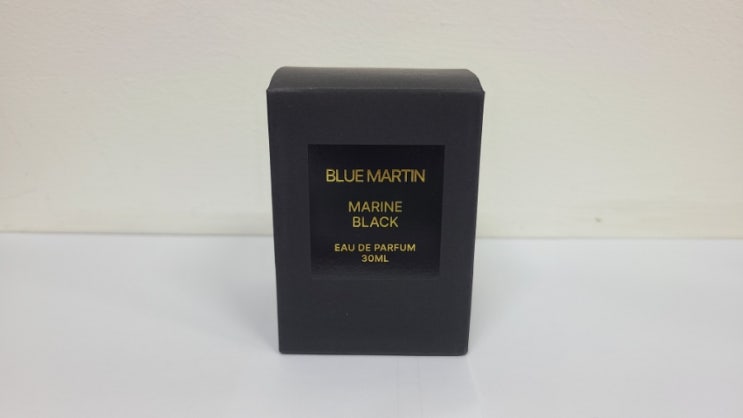 BLUE MARTIN
MARINE
BLACK
EAU DE PARFUM
30ML